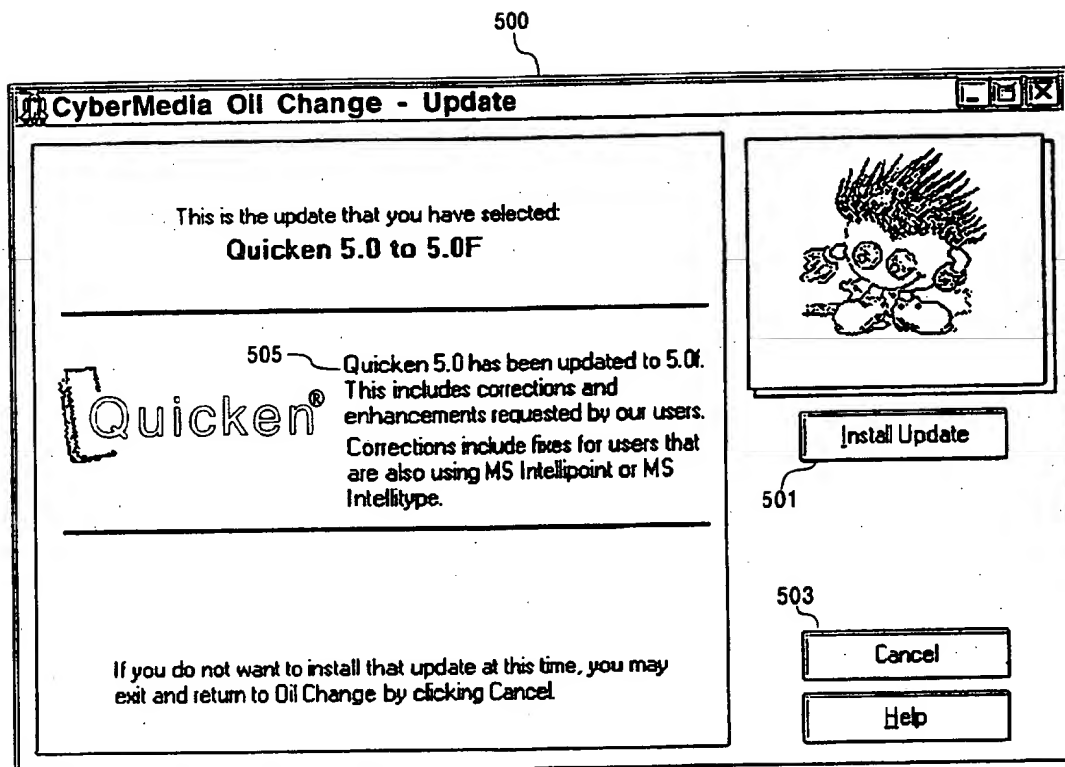 500
CyberMedia Oil Change - Update
This is the update that you have selected:
Quicken 5.0 to 5.0F
505
Quicken®
Quicken 5.0 has been updated to 5.0f.
This includes corrections and
enhancements requested by our users.
Corrections include fixes for users that
are also using MS Intellipoint or MS
Intellitype.
Install Update
501
503
If you do not want to install that update at this time, you may
exit and return to Oil Change by clicking Cancel.
Cancel
Help